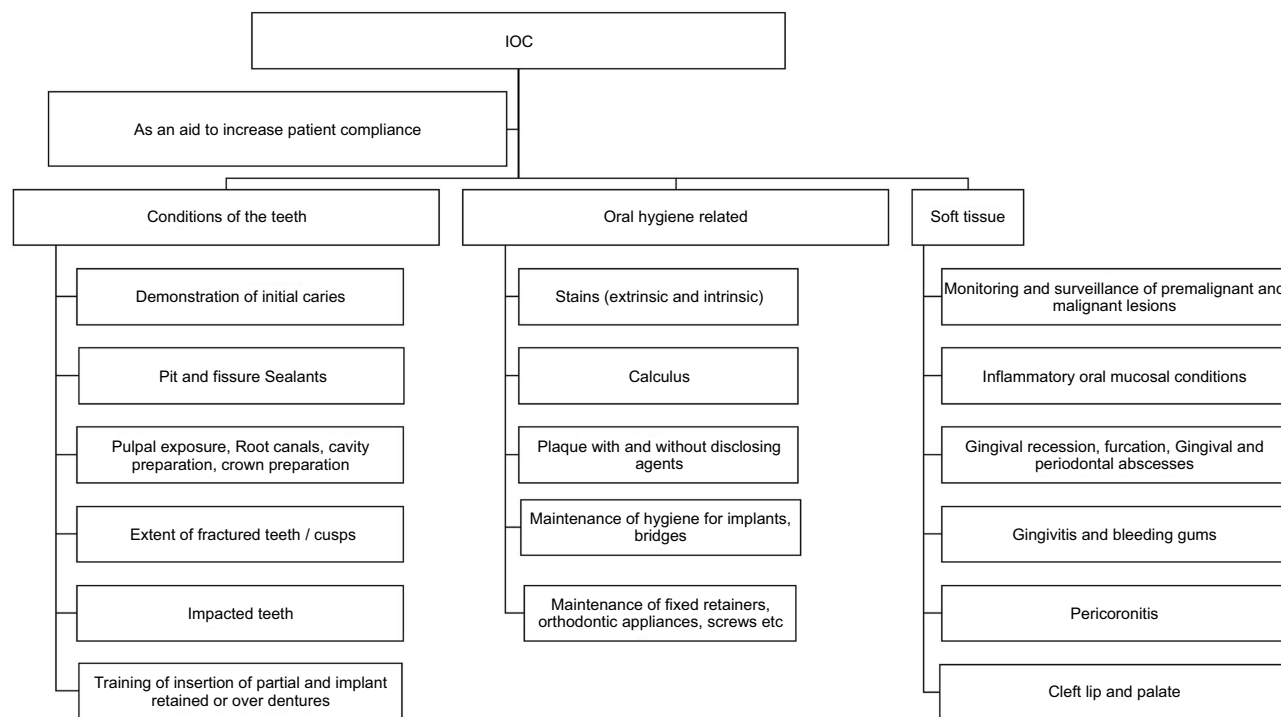 IOC
As an aid to increase patient compliance
Conditions of the teeth
Demonstration of initial caries
Pit and fissure Sealants
Pulpal exposure, Root canals, cavity
preparation, crown preparation
Extent of fractured teeth / cusps
Impacted teeth
Training of insertion of partial and implant
retained or over dentures
Oral hygiene related
Stains (extrinsic and intrinsic)
Calculus
Plaque with and without disclosing
agents
Maintenance of hygiene for implants,
bridges
Maintenance of fixed retainers,
orthodontic appliances, screws etc
Soft tissue
Monitoring and surveillance of premalignant and
malignant lesions
Inflammatory oral mucosal conditions
Gingival recession, furcation, Gingival and
periodontal abscesses
Gingivitis and bleeding gums
Pericoronitis
Cleft lip and palate